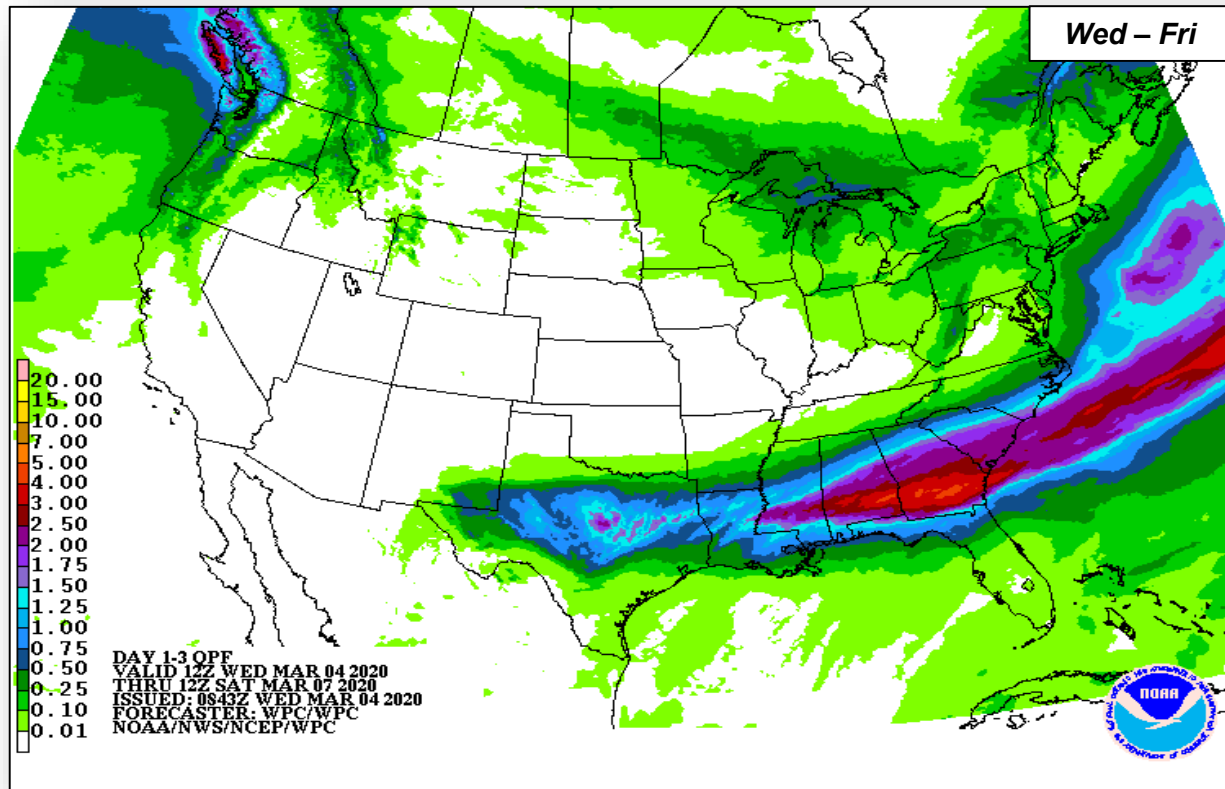 Wed – Fri
20.00
15.00
10.00
7.00
5.00
4.00
3.00
2.50
2.00
1.75
1.50
1.25
1.00
0.75
0.50
0.25
0.10
0.01
DAY 1-3 QPF
VALID 12Z WED MAR 04 2020
THRU 12Z SAT MAR 07 2020
ISSUED: 0843Z WED MAR 04 2020
FORECASTER: WPC/WPC
NOAA/NWS/NCEP/WPC
NOAA